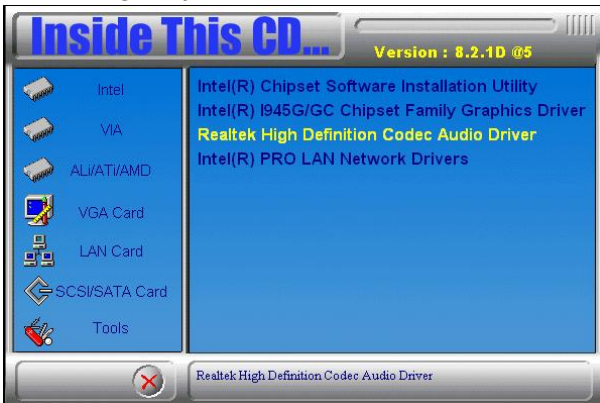 Inside This CD...
Version : 8.2.1D @5
Intel
VIA
ALi/ATi/AMD
VGA Card
LAN Card
SCSI/SATA Card
Tools
Intel(R) Chipset Software Installation Utility
Intel(R) I945G/GC Chipset Family Graphics Driver
Realtek High Definition Codec Audio Driver
Intel(R) PRO LAN Network Drivers
Realtek High Definition Codec Audio Driver